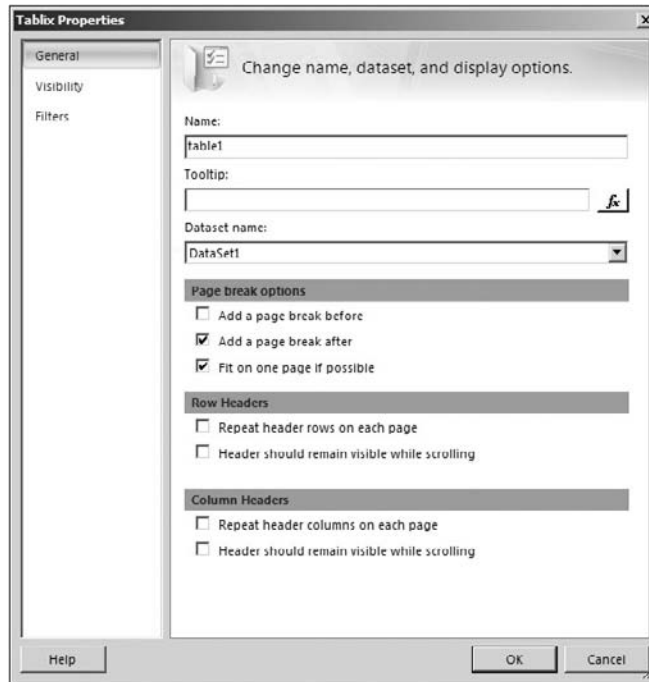 Tablix Properties
General
Visibility
Filters
Change name, dataset, and display options.
Name:
table1
Tooltip:
fx
Dataset name:
DataSet1
Page break options
Add a page break before
Add a page break after
Fit on one page if possible
Row Headers
Repeat header rows on each page
Header should remain visible while scrolling
Column Headers
Repeat header columns on each page
Header should remain visible while scrolling
Help
OK
Cancel